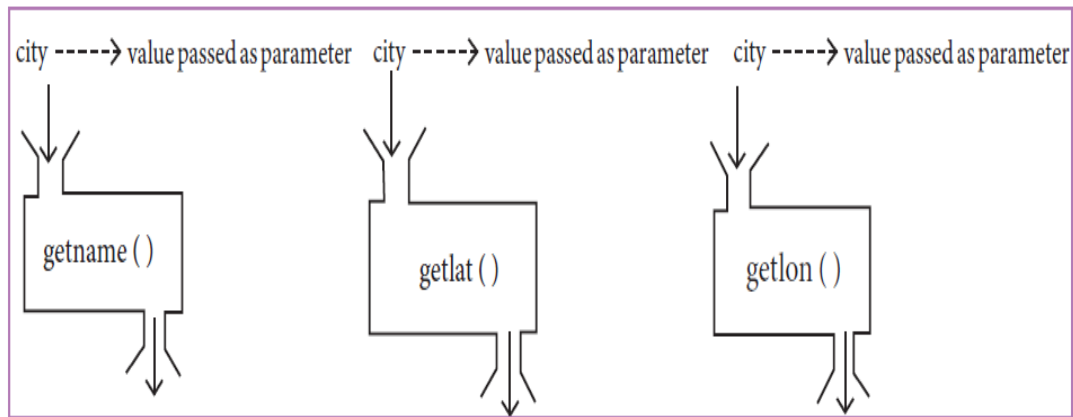 city value passed as parameter city value passed as parameter city value passed as parameter
getname ( ) getlat ( ) getlon ( )